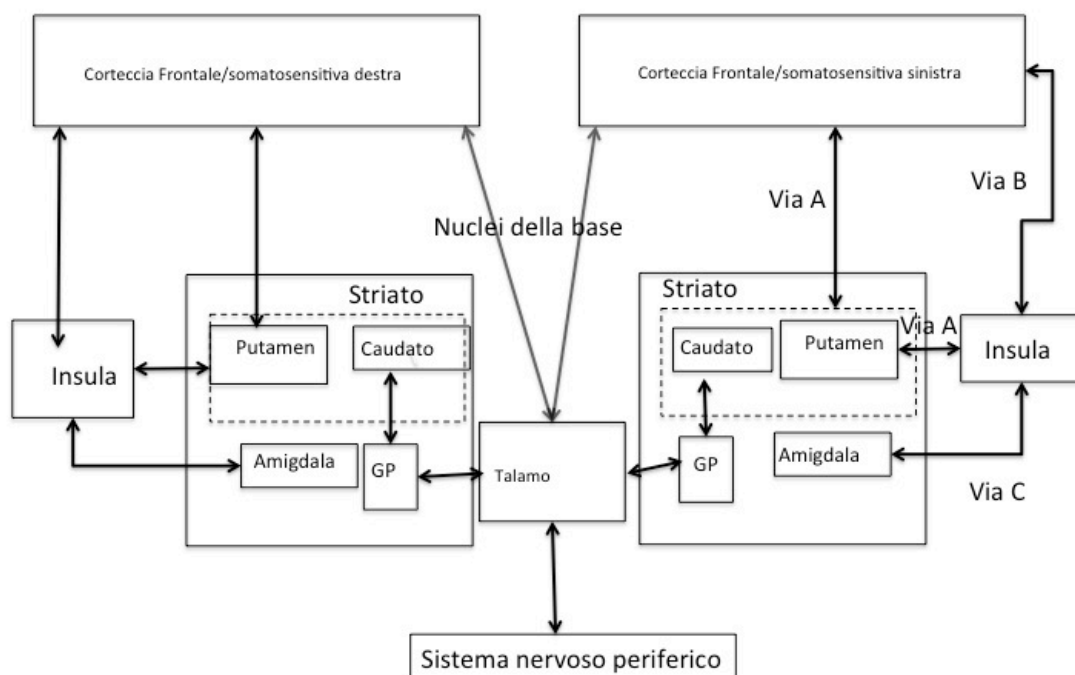 Corteccia Frontale/somatosensitiva destra
Corteccia Frontale/somatosensitiva sinistra
Via A
Via B
Nuclei della base
Striato
Striato
Via A
Insula
Putamen
Caudato
Caudato
Putamen
Insula
Amigdala
GP
Talamo
GP
Amigdala
Via C
Sistema nervoso periferico